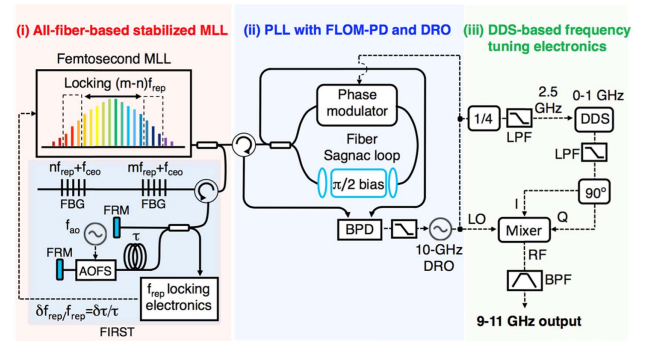 (i) All-fiber-based stabilized MLL
Femtosecond MLL
Locking (m-n)frep
nfrep+fceo
mfrep+fceo
FBG
FBG
FRM
fao
τ
FRM
AOFS
frep locking
electronics
δfrep/frep=δτ/τ
FIRST
(ii) PLL with FLOM-PD and DRO
Phase
modulator
Fiber
Sagnac loop
π/2 bias
BPD
10-GHz
DRO
(iii) DDS-based frequency
tuning electronics
2.5
GHz
0-1 GHz
1/4
LPF
DDS
LPF
90°
I
Q
LO
Mixer
RF
BPF
9-11 GHz output